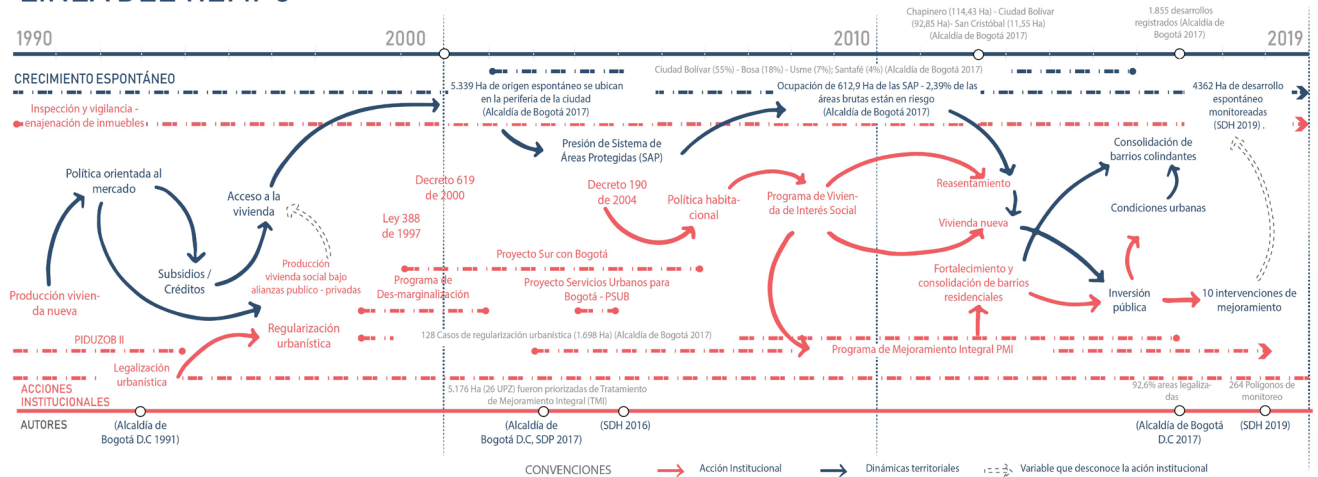 LÍNEA DEL TIEMPO
Chapinero (114,43 Ha) - Ciudad Bolívar
(92,85 Ha)- San Cristóbal (11,55 Ha)
(Alcaldía de Bogotá 2017)
1.855 desarrollos
registrados (Alcaldía de
Bogotá 2017)
1990
2000
2010
2019
CRECIMIENTO ESPONTÁNEO
Ciudad Bolívar (55%) - Bosa (18%) - Usme (7%); Santafé (4%) (Alcaldía de Bogotá 2017)
5.339 Ha de origen espontáneo se ubican
en la periferia de la ciudad
(Alcaldía de Bogotá 2017)
Ocupación de 612,9 Ha de las SAP - 2,39% de las
áreas brutas están en riesgo
(Alcaldía de Bogotá 2017)
4362 Ha de desarrollo
espontáneo
monitoreadas
(SDH 2019) .
Inspección y vigilancia -
enajenación de inmuebles
Presión de Sistema de
Áreas Protegidas (SAP)
Consolidación de
barrios colindantes
Política orientada al
mercado
Acceso a la
vivienda
Decreto 619
de 2000
Decreto 190
de 2004
Política habita-
cional
Programa de Vivien-
da de Interés Social
Reasentamiento
Vivienda nueva
Condiciones urbanas
Ley 388
de 1997
Subsidios /
Créditos
Producción
vivienda social bajo
alianzas publico - privadas
Proyecto Sur con Bogotá
Programa de
Des-marginalización
Proyecto Servicios Urbanos para
Bogotá - PSUB
Fortalecimiento y
consolidación de barrios
residenciales
Inversión
pública
10 intervenciones de
mejoramiento
Producción vivien-
da nueva
Regularización
urbanística
PIDUZOB II
128 Casos de regularización urbanística (1.698 Ha) (Alcaldía de Bogotá 2017)
Programa de Mejoramiento Integral PMI
Legalización
urbanística
ACCIONES
INSTITUCIONALES
5.176 Ha (26 UPZ) fueron priorizadas de Tratamiento
de Mejoramiento Integral (TMI)
92,6% areas legaliza-
das
264 Polígonos de
monitoreo
AUTORES
(Alcaldía de
Bogotá D.C 1991)
(Alcaldía de
Bogotá D.C, SDP 2017)
(SDH 2016)
(Alcaldía de Bogotá
D.C 2017)
(SDH 2019)
CONVENCIONES
Acción Institucional
Dinámicas territoriales
Variable que desconoce la ación institucional